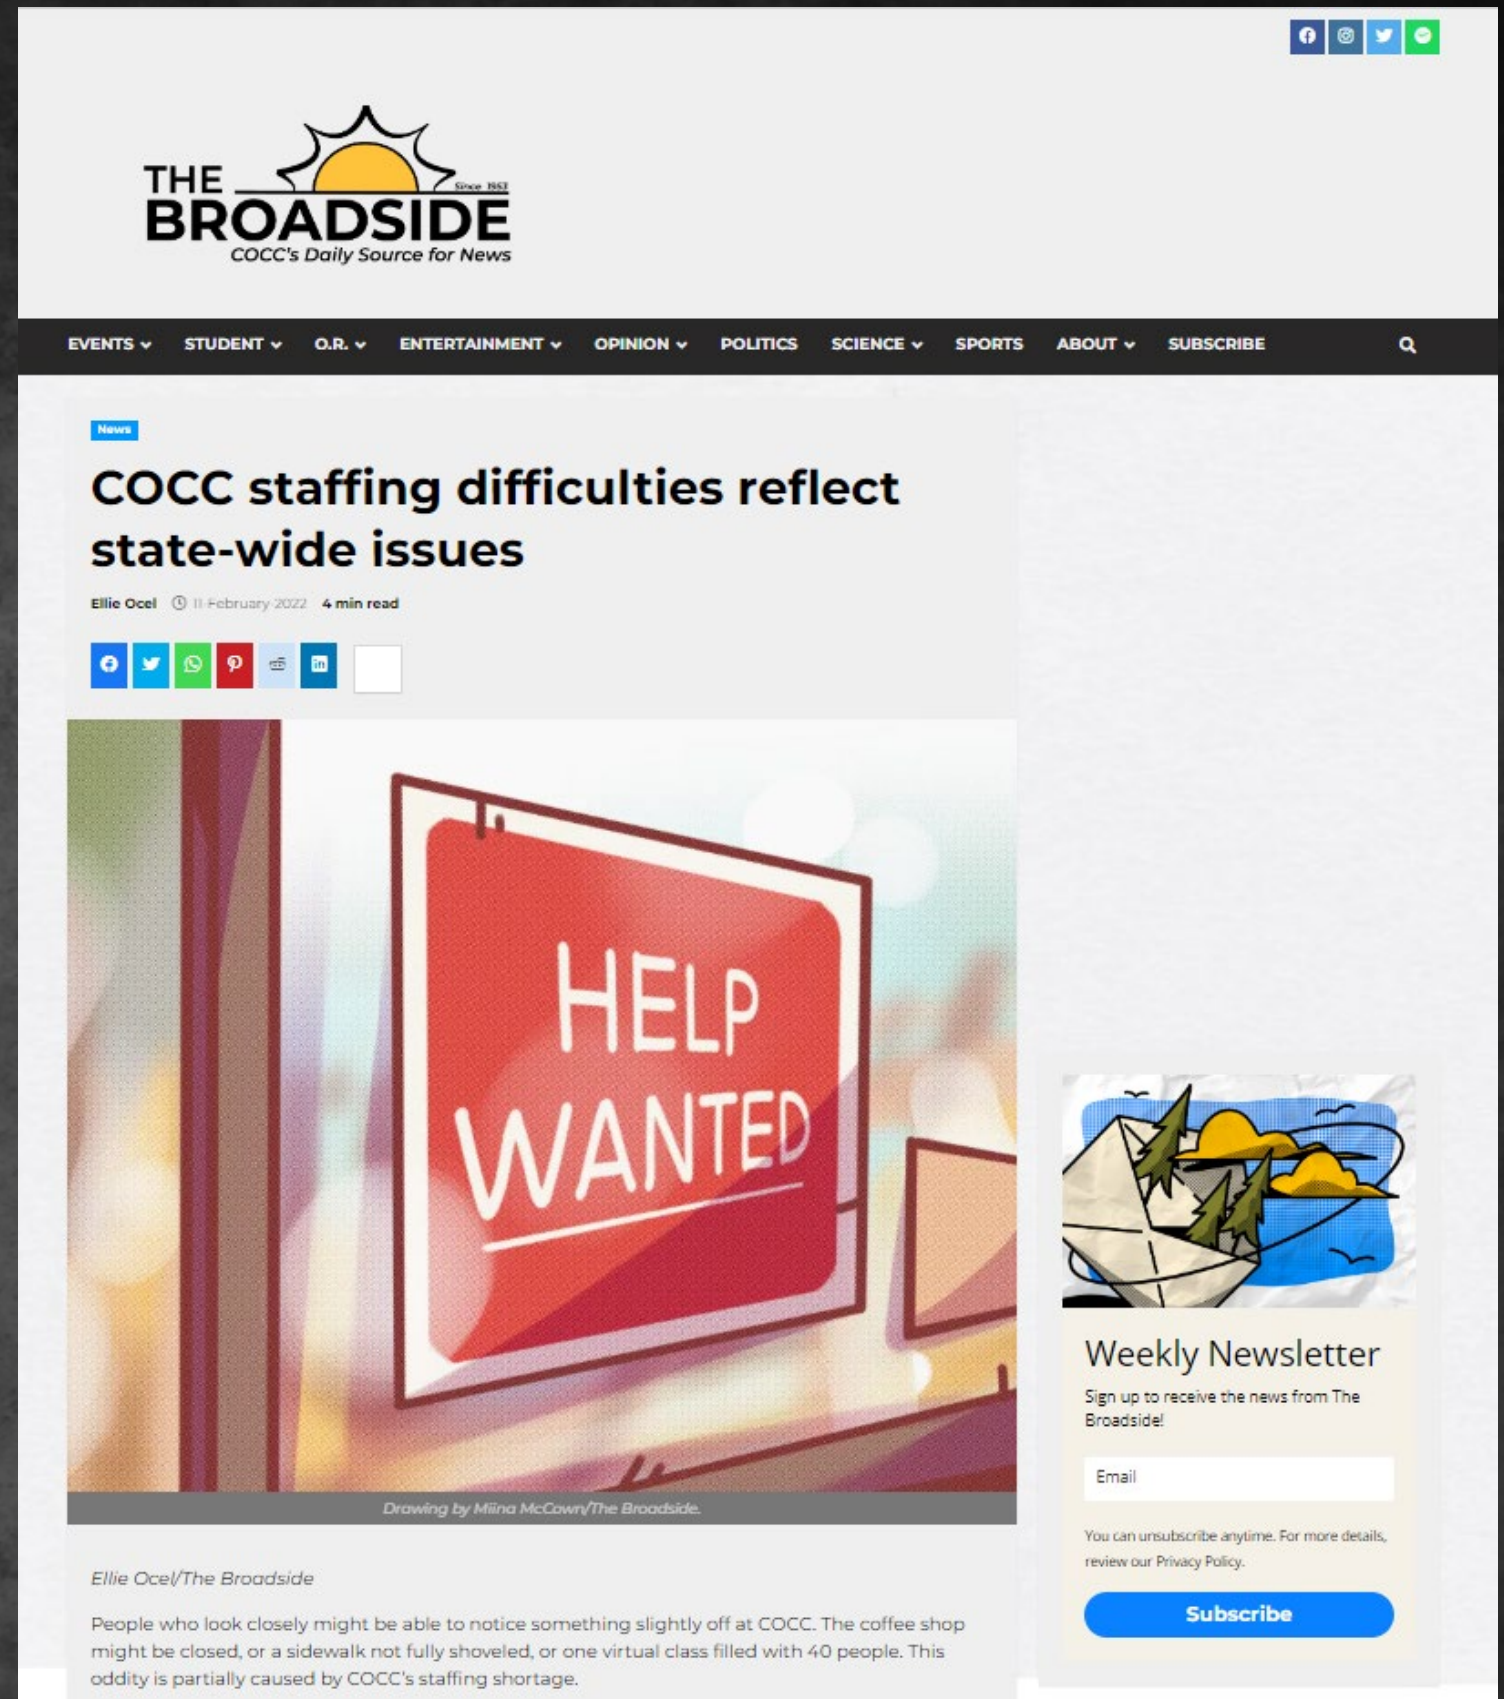 THE
Since 1953
BROADSIDE
COCC's Daily Source for News
EVENTS STUDENT O.R. ENTERTAINMENT OPINION POLITICS SCIENCE SPORTS ABOUT SUBSCRIBE
News
COCC staffing difficulties reflect
state-wide issues
Ellie Ocel 11 February 2022 4 min read
HELP
WANTED
Drawing by Miina McCown/The Broadside.
Ellie Ocel/The Broadside
People who look closely might be able to notice something slightly off at COCC. The coffee shop
might be closed, or a sidewalk not fully shoveled, or one virtual class filled with 40 people. This
oddity is partially caused by COCC's staffing shortage.
Weekly Newsletter
Sign up to receive the news from The
Broadside!
Email
You can unsubscribe anytime. For more details,
review our Privacy Policy.
Subscribe